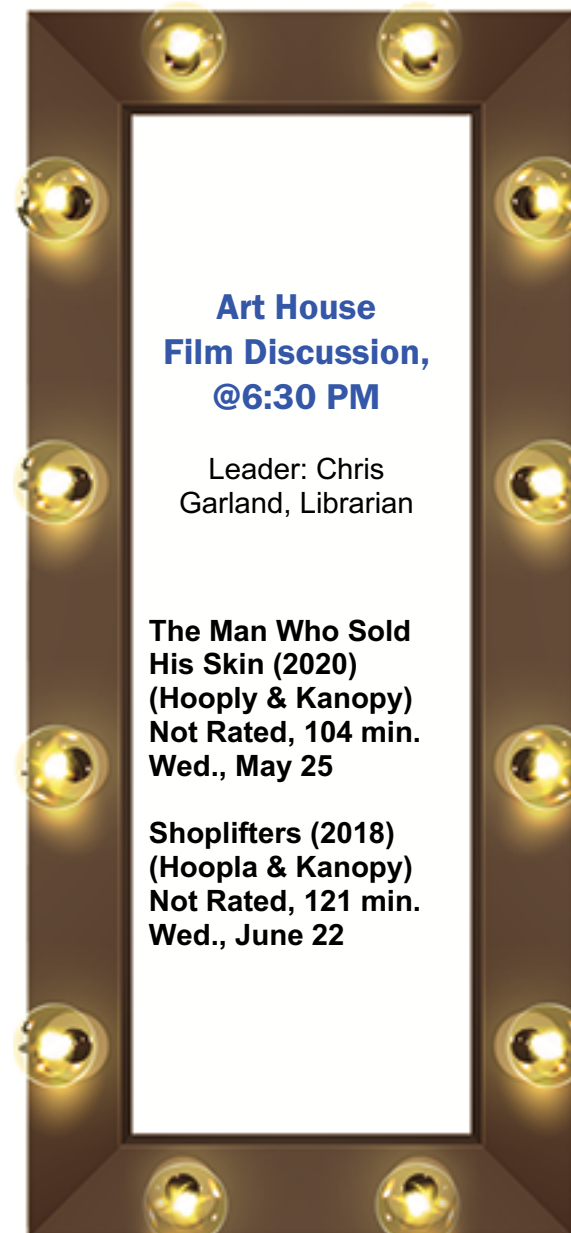 Art House
Film Discussion,
@6:30 PM
Leader: Chris
Garland, Librarian
The Man Who Sold
His Skin (2020)
(Hooply & Kanopy)
Not Rated, 104 min.
Wed., May 25
Shoplifters (2018)
(Hoopla & Kanopy)
Not Rated, 121 min.
Wed., June 22